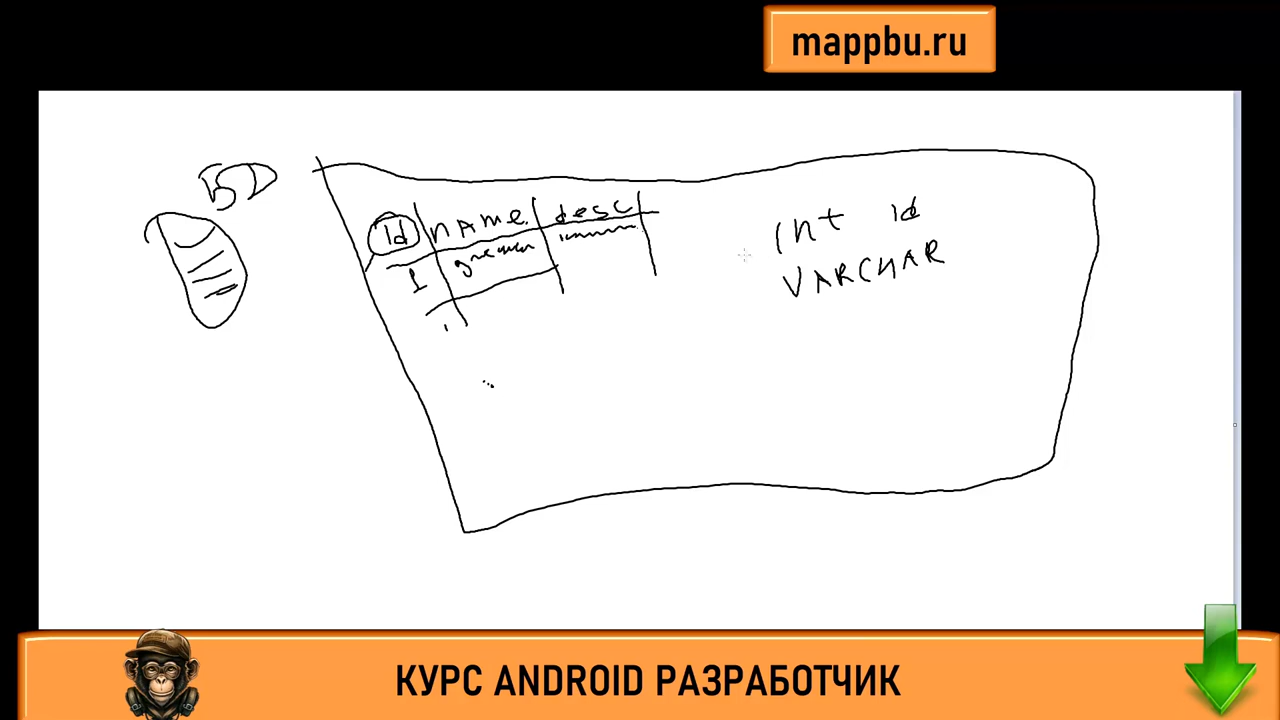 mappbu.ru
БД
Id name desc
1
int id
VARCHAR
КУРС ANDROID РАЗРАБОТЧИК